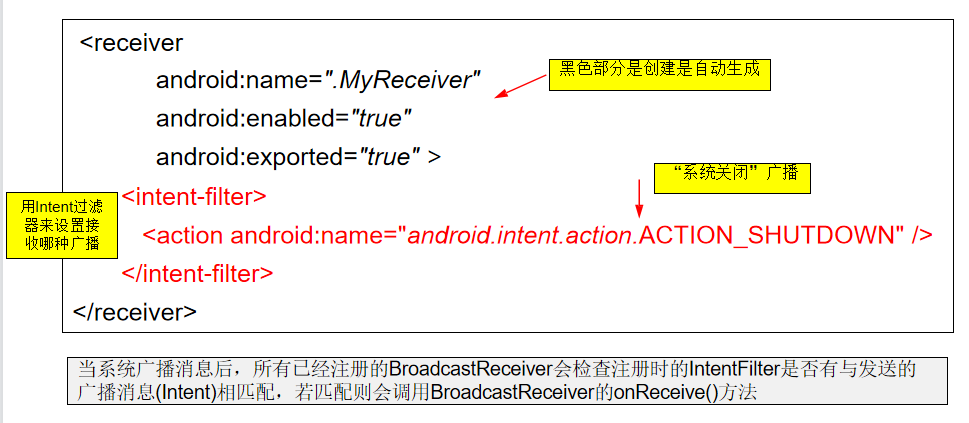 <receiver
android:name=".MyReceiver"
黑色部分是创建是自动生成
android:enabled="true"
android:exported="true" >
“系统关闭”广播
<intent-filter>
用Intent过滤
器来设置接
收哪种广播
<action android:name="android.intent.action.ACTION_SHUTDOWN" />
</intent-filter>
</receiver>
当系统广播消息后，所有已经注册的BroadcastReceiver会检查注册时的IntentFilter是否有与发送的
广播消息(Intent)相匹配，若匹配则会调用BroadcastReceiver的onReceive()方法